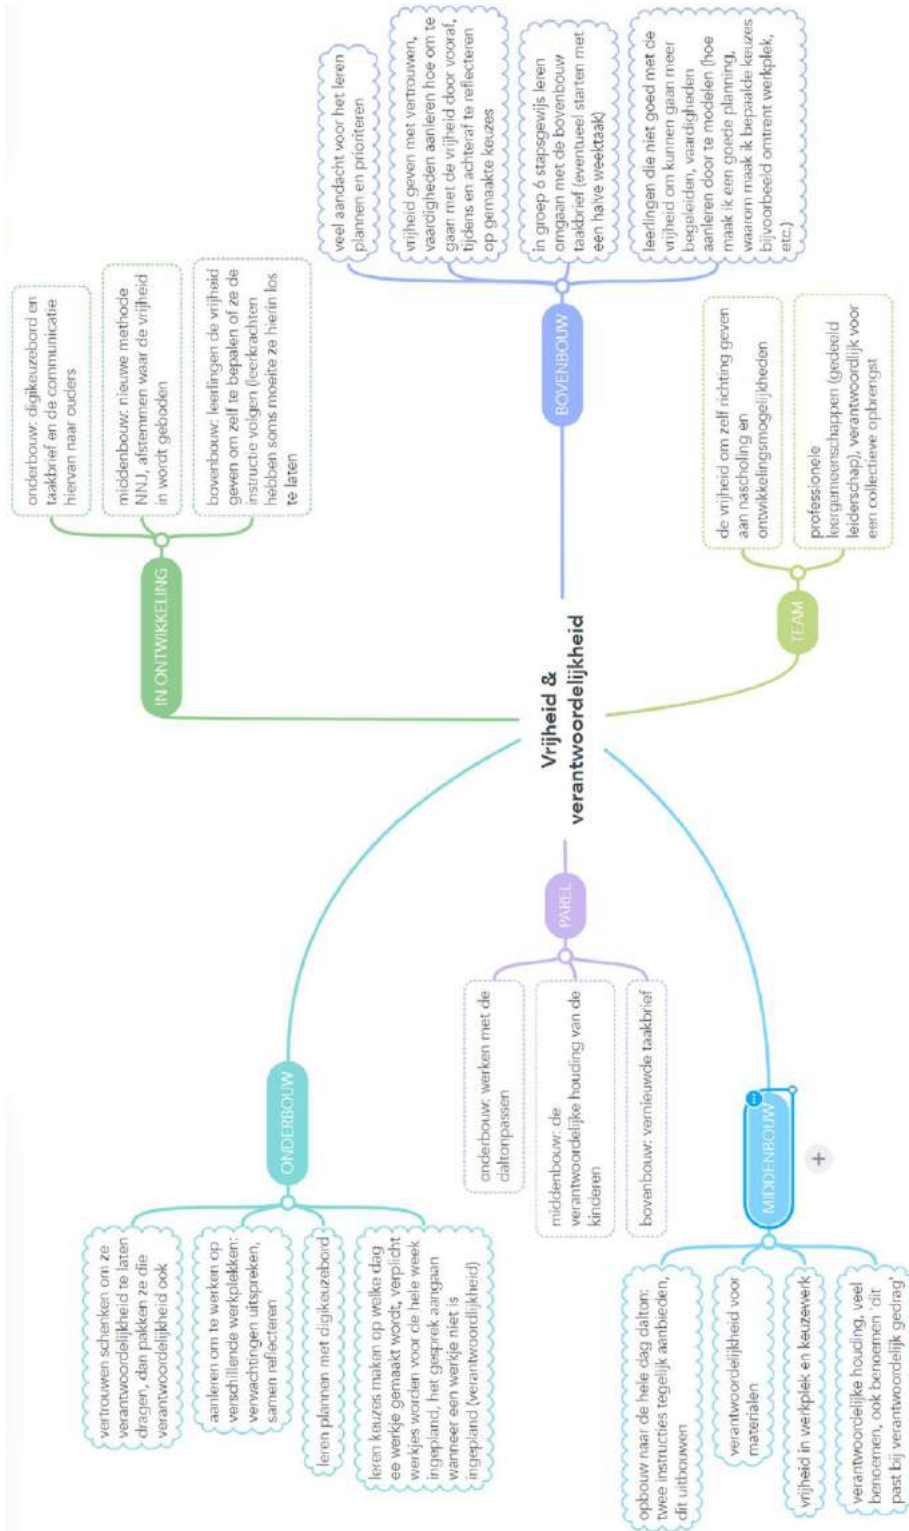 Vrijheid &
verantwoordelijkheid
ONDERBOUW
vertrouwen schenken om ze
verantwoordelijkheid te laten
dragen, dan pakken ze die
verantwoordelijkheid ook
aanleren om te werken op
verschillende werkplekken:
verwachtingen uitspreken,
samen reflecteren
leren plannen met digikeuzebord
leren keuzes maken op welke dag
ee werkje gemaakt wordt, verplicht
werkjes worden voor de hele week
ingepland, het gesprek aangaan
wanneer een werkje niet is
ingepland (verantwoordelijkheid)
PAREL
onderbouw: werken met de
daltonpassen
middenbouw: de
verantwoordelijke houding van de
kinderen
bovenbouw: vernieuwde taakbrief
MIDDENBOUW
opbouw naar de hele dag dalton:
twee instructies tegelijk aanbieden,
dit uitbouwen
verantwoordelijkheid voor
materialen
vrijheid in werkplek en keuzewerk
verantwoordelijke houding, veel
benoemen, ook benoemen 'dit
past bij verantwoordelijk gedrag'
IN ONTWIKKELING
onderbouw: digikeuzebord en
taakbrief en de communicatie
hiervan naar ouders
middenbouw: nieuwe methode
NNJ, afstemmen waar de vrijheid
in wordt geboden
bovenbouw: leerlingen de vrijheid
geven om zelf te bepalen of ze de
instructie volgen (leerkrachten
hebben soms moeite ze hierin los
te laten
BOVENBOUW
veel aandacht voor het leren
plannen en prioriteren
vrijheid geven met vertrouwen,
vaardigheden aanleren hoe om te
gaan met de vrijheid door vooraf,
tijdens en achteraf te reflecteren
op gemaakte keuzes
in groep 6 stapsgewijs leren
omgaan met de bovenbouw
taakbrief (eventueel starten met
een halve weektaak)
leerlingen die niet goed met de
vrijheid om kunnen gaan meer
begeleiden, vaardigheden
aanleren door te modelen (hoe
maak ik een goede planning,
waarom maak ik bepaalde keuzes
bijvoorbeeld omtrent werkplek,
etc.)
TEAM
de vrijheid om zelf richting geven
aan nascholing en
ontwikkelingsmogelijkheden
professionele
leergemeenschappen (gedeeld
leiderschap), verantwoordlijk voor
een collectieve opbrengst